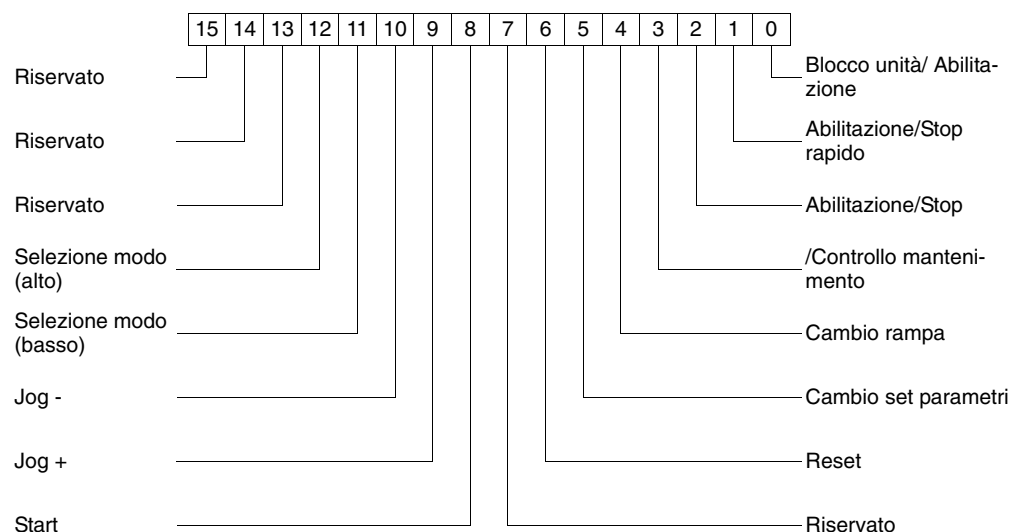 15 14 13 12 11 10 9 8 7 6 5 4 3 2 1 0
Riservato
Riservato
Riservato
Selezione modo
(alto)
Selezione modo
(basso)
Jog -
Jog +
Start
Blocco unità/ Abilita-
zione
Abilitazione/Stop
rapido
Abilitazione/Stop
/Controllo manteni-
mento
Cambio rampa
Cambio set parametri
Reset
Riservato